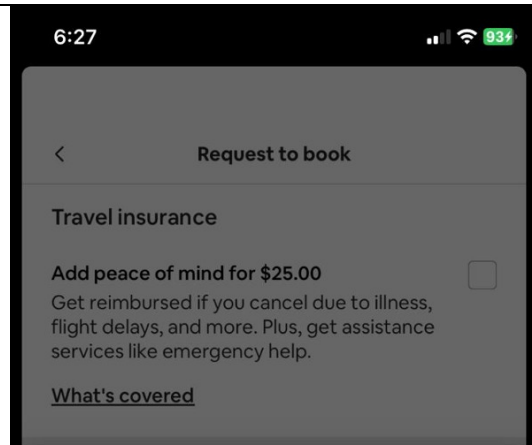 6:27
93
Request to book
Travel insurance
Add peace of mind for $25.00
Get reimbursed if you cancel due to illness,
flight delays, and more. Plus, get assistance
services like emergency help.
What's covered